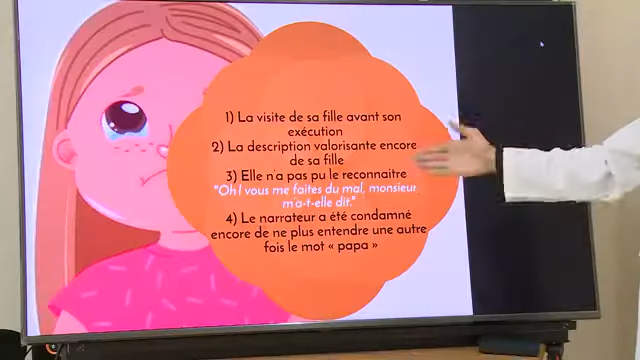 1) La visite de sa fille avant son
exécution
2) La description valorisante encore
de sa fille
3) Elle n'a pas pu le reconnaitre
"Oh! vous me faites du mal, monsieur,
m'a-t-elle dit."
4) Le narrateur a été condamné
encore de ne plus entendre une autre
fois le mot « papa »